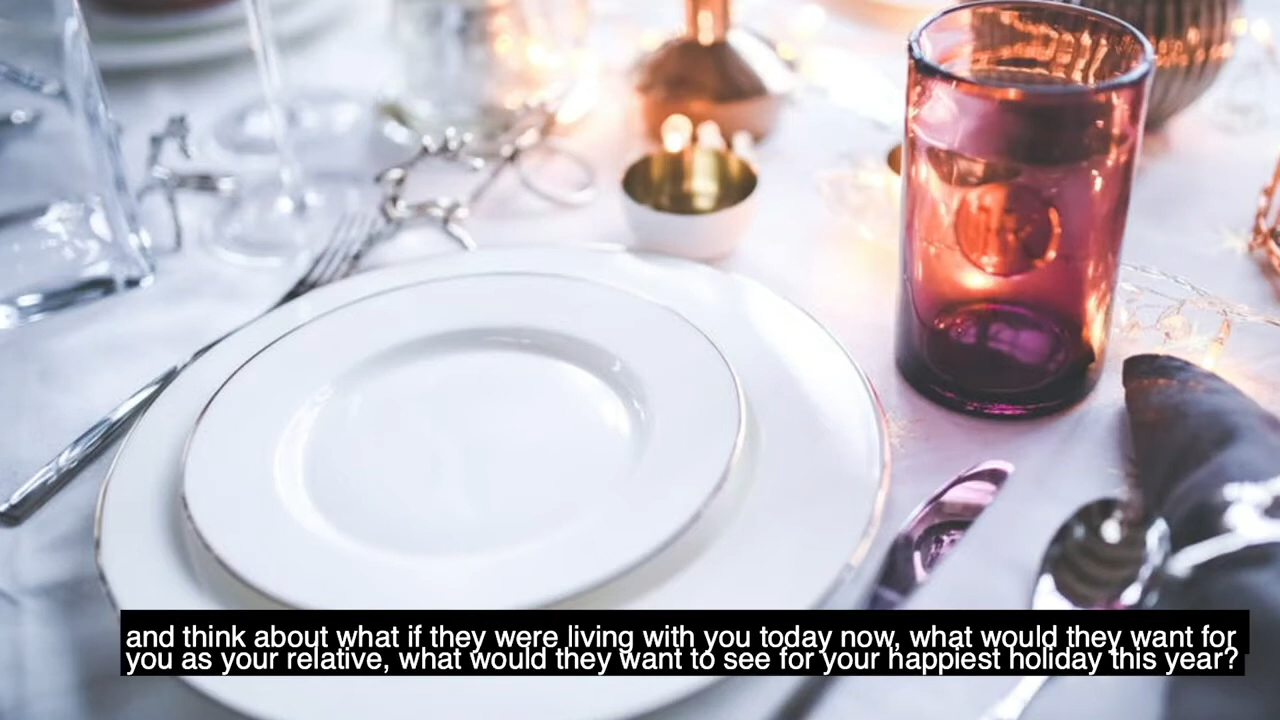 and think about what if they were living with you today now, what would they want for
you as your relative, what would they want to see for your happiest holiday this year?